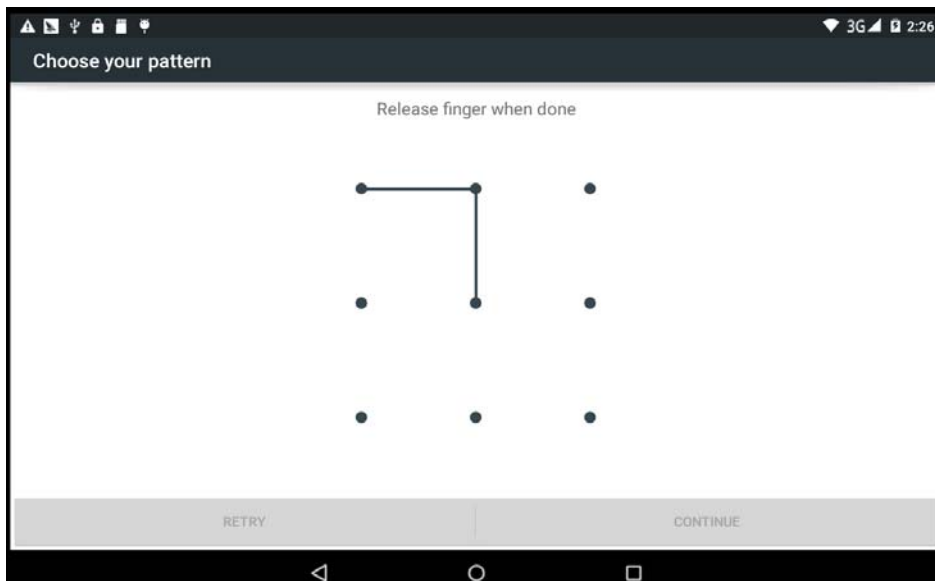 3G 2:26
Choose your pattern
Release finger when done
RETRY CONTINUE